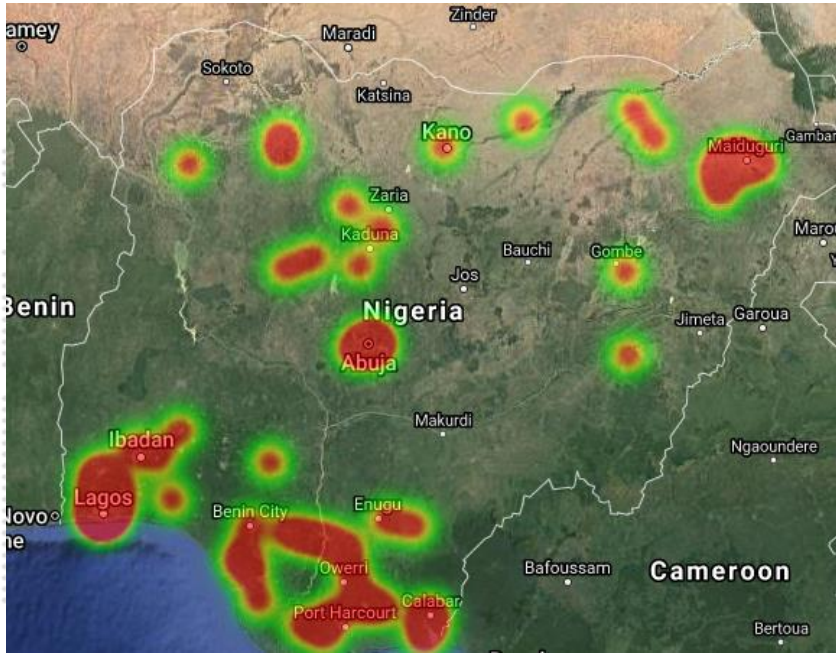 Zinder
amey
Maradi
Sokoto
Katsina
Kano
Gambar
Maiduguri
Zaria
Kaduna
Marou
Bauchi
Gombe
Jos
Benin
Nigeria
Jimeta
Garoua
Abuja
Makurdi
Ibadan
Ngaoundere
Lagos
Enugu
Benin City
Novo
ne
Owerri
Bafoussam
Cameroon
Calabar
Port Harcourt
Bertoua